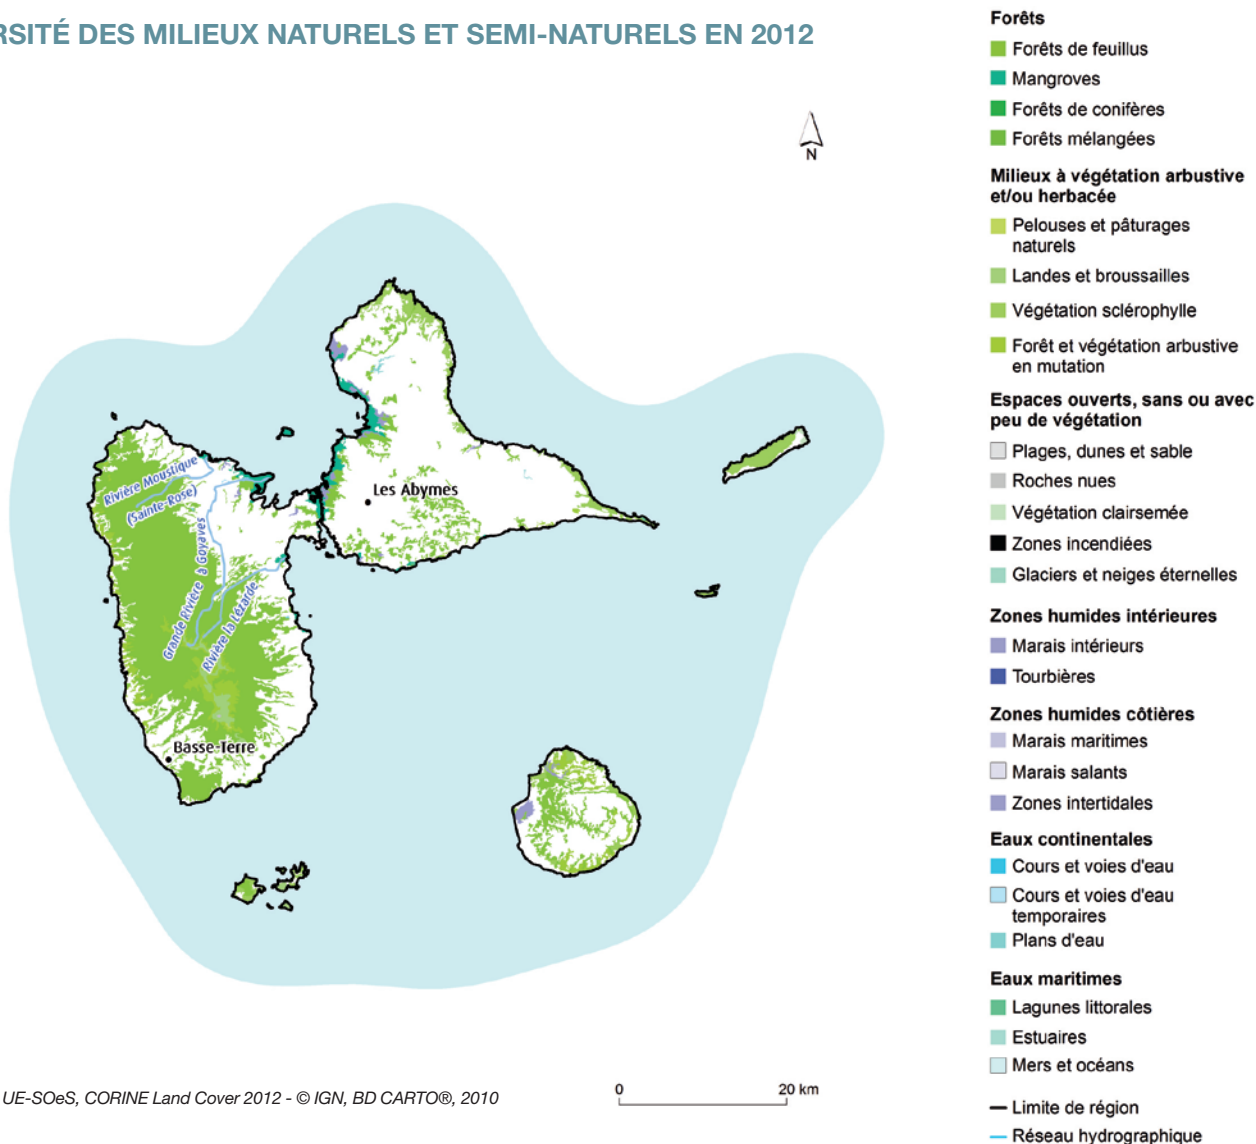 RSITÉ DES MILIEUX NATURELS ET SEMI-NATURELS EN 2012
N
Rivière Moustique
(Sainte-Rose)
Grande Rivière à Goyaves
Rivière la Lézarde
Les Abymes
Basse-Terre
Forêts
Forêts de feuillus
Mangroves
Forêts de conifères
Forêts mélangées
Milieux à végétation arbustive
et/ou herbacée
Pelouses et pâturages
naturels
Landes et broussailles
Végétation sclérophylle
Forêt et végétation arbustive
en mutation
Espaces ouverts, sans ou avec
peu de végétation
Plages, dunes et sable
Roches nues
Végétation clairsemée
Zones incendiées
Glaciers et neiges éternelles
Zones humides intérieures
Marais intérieurs
Tourbières
Zones humides côtières
Marais maritimes
Marais salants
Zones intertidales
Eaux continentales
Cours et voies d'eau
Cours et voies d'eau
temporaires
Plans d'eau
Eaux maritimes
Lagunes littorales
Estuaires
Mers et océans
Limite de région
Réseau hydrographique
0 20 km
UE-SOeS, CORINE Land Cover 2012 - © IGN, BD CARTO®, 2010